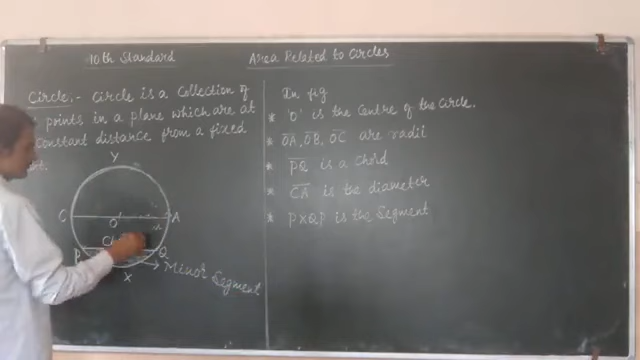 10th Standard
Area Related to Circles
Circle :- Circle is a collection of
points in a plane which are at
Constant distance from a fixed
Y
C
O
A
P
Q
X
Minor Segment
In fig
* 'O' is the Centre of the Circle.
* OA, OB, OC are radii
* PQ is a Chord
* CA is the diameter
* PXQP is the Segment